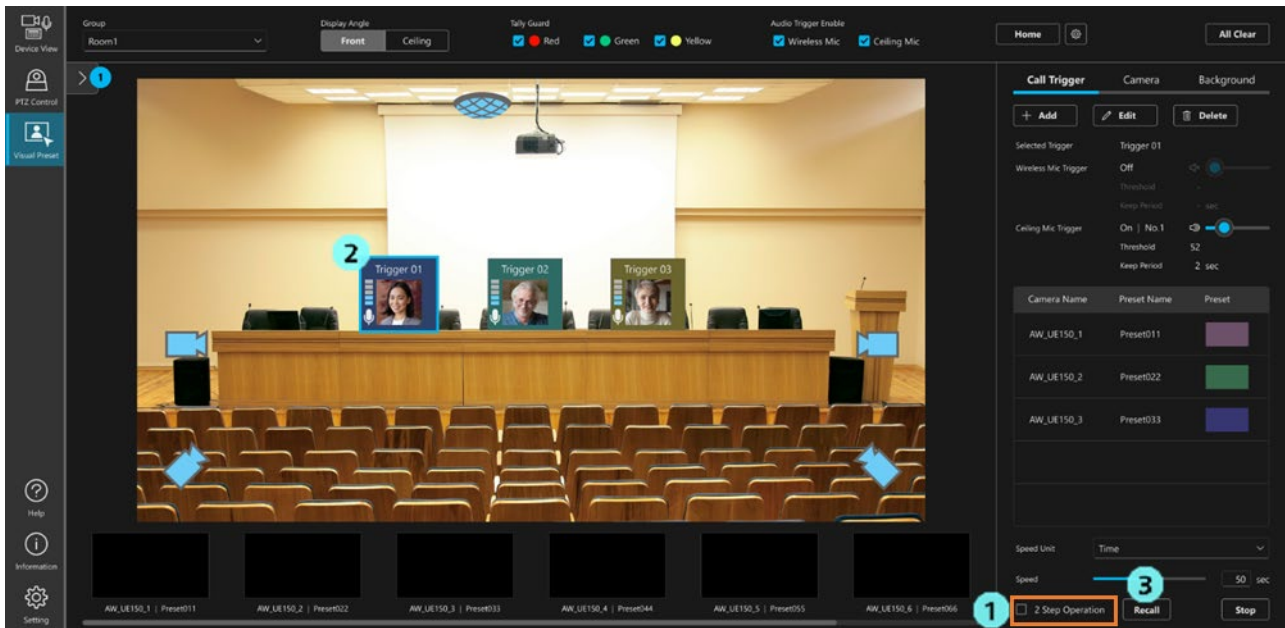 Device View
PTZ Control
Visual Preset
Help
Information
Setting
Group
Room1
Display Angle
Front Ceiling
Tally Guard
Red Green Yellow
Audio Trigger Enable
Wireless Mic Ceiling Mic
Home
All Clear
1
2
Trigger 01
Trigger 02
Trigger 03
AW_UE150_1 | Preset011
AW_UE150_2 | Preset022
AW_UE150_3 | Preset033
AW_UE150_4 | Preset044
AW_UE150_5 | Preset055
AW_UE150_6 | Preset066
Call Trigger Camera Background
+ Add Edit Delete
Selected Trigger Trigger 01
Wireless Mic Trigger Off
Threshold -
Keep Period - sec
Ceiling Mic Trigger On | No.1
Threshold 52
Keep Period 2 sec
Camera Name Preset Name Preset
AW_UE150_1 Preset011
AW_UE150_2 Preset022
AW_UE150_3 Preset033
Speed Unit Time
Speed 50 sec
3
1 2 Step Operation Recall Stop